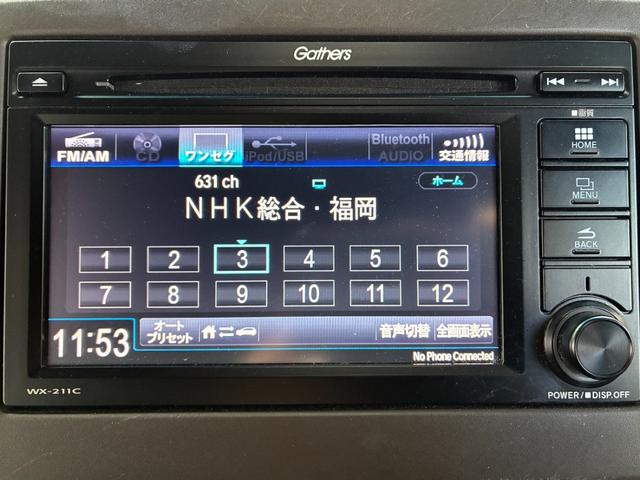 Gathers
■画質
FM/AM CD ワンセグ iPod/USB Bluetooth AUDIO 交通情報
HOME
631 ch ホーム
NHK総合・福岡
MENU
1 2 3 4 5 6
BACK
7 8 9 10 11 12
11:53 オートプリセット 音声切替 全画面表示
No Phone Connected
WX-211C
POWER/■DISP.OFF